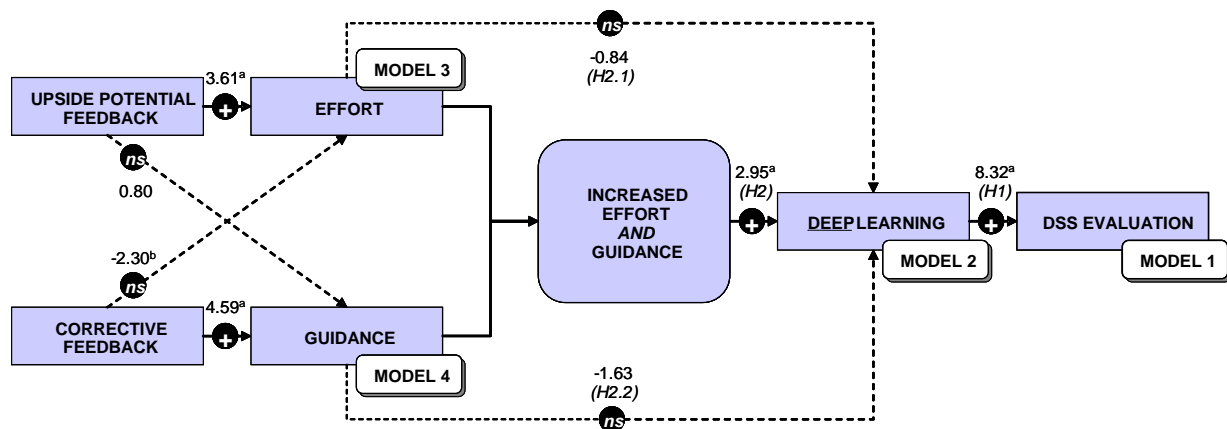 ns
-0.84
(H2.1)
MODEL 3
3.61ᵃ
UPSIDE POTENTIAL
FEEDBACK
+
EFFORT
ns
0.80
INCREASED
EFFORT
AND
GUIDANCE
2.95ᵃ
(H2)
+
DEEP LEARNING
MODEL 2
8.32ᵃ
(H1)
+
DSS EVALUATION
MODEL 1
-2.30ᵇ
ns
4.59ᵃ
CORRECTIVE
FEEDBACK
+
GUIDANCE
MODEL 4
-1.63
(H2.2)
ns